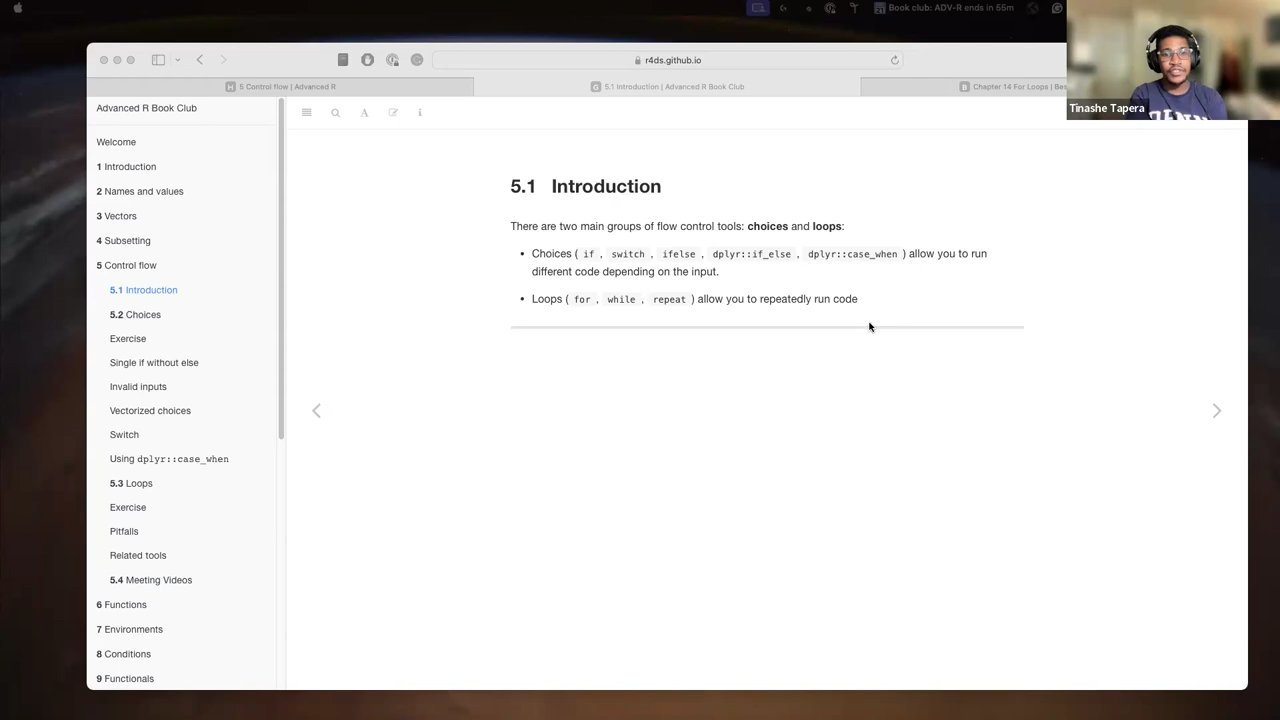 Book club: ADV-R ends in 55m
r4ds.github.io
5 Control flow | Advanced R
5.1 Introduction | Advanced R Book Club
Chapter 14 For Loops | Bes
Tinashe Tapera
Advanced R Book Club
Welcome
1 Introduction
2 Names and values
3 Vectors
4 Subsetting
5 Control flow
5.1 Introduction
5.2 Choices
Exercise
Single if without else
Invalid inputs
Vectorized choices
Switch
Using dplyr::case_when
5.3 Loops
Exercise
Pitfalls
Related tools
5.4 Meeting Videos
6 Functions
7 Environments
8 Conditions
9 Functionals
5.1 Introduction
There are two main groups of flow control tools: choices and loops:
• Choices ( if , switch , ifelse , dplyr::if_else , dplyr::case_when ) allow you to run
different code depending on the input.
• Loops ( for , while , repeat ) allow you to repeatedly run code